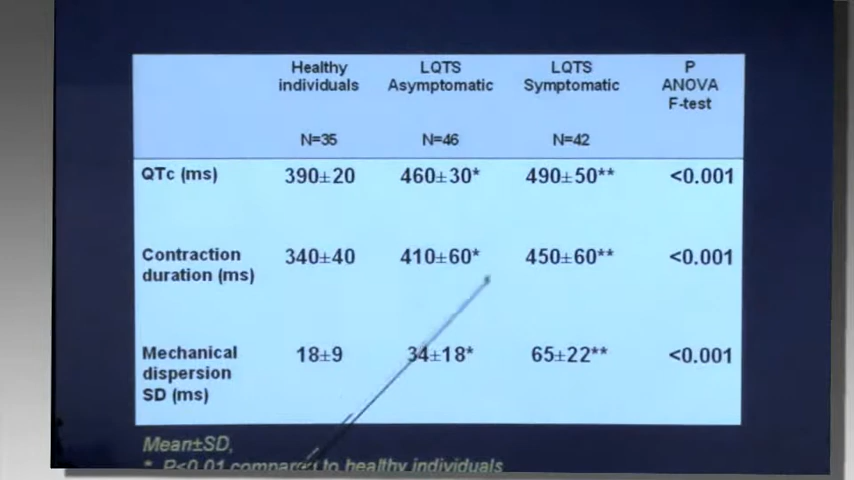 Healthy individuals LQTS Asymptomatic LQTS Symptomatic P ANOVA F-test
N=35 N=46 N=42
QTc (ms) 390±20 460±30* 490±50** <0.001
Contraction duration (ms) 340±40 410±60* 450±60** <0.001
Mechanical dispersion SD (ms) 18±9 34±18* 65±22** <0.001
Mean±SD,
* P<0.01 compared to healthy individuals